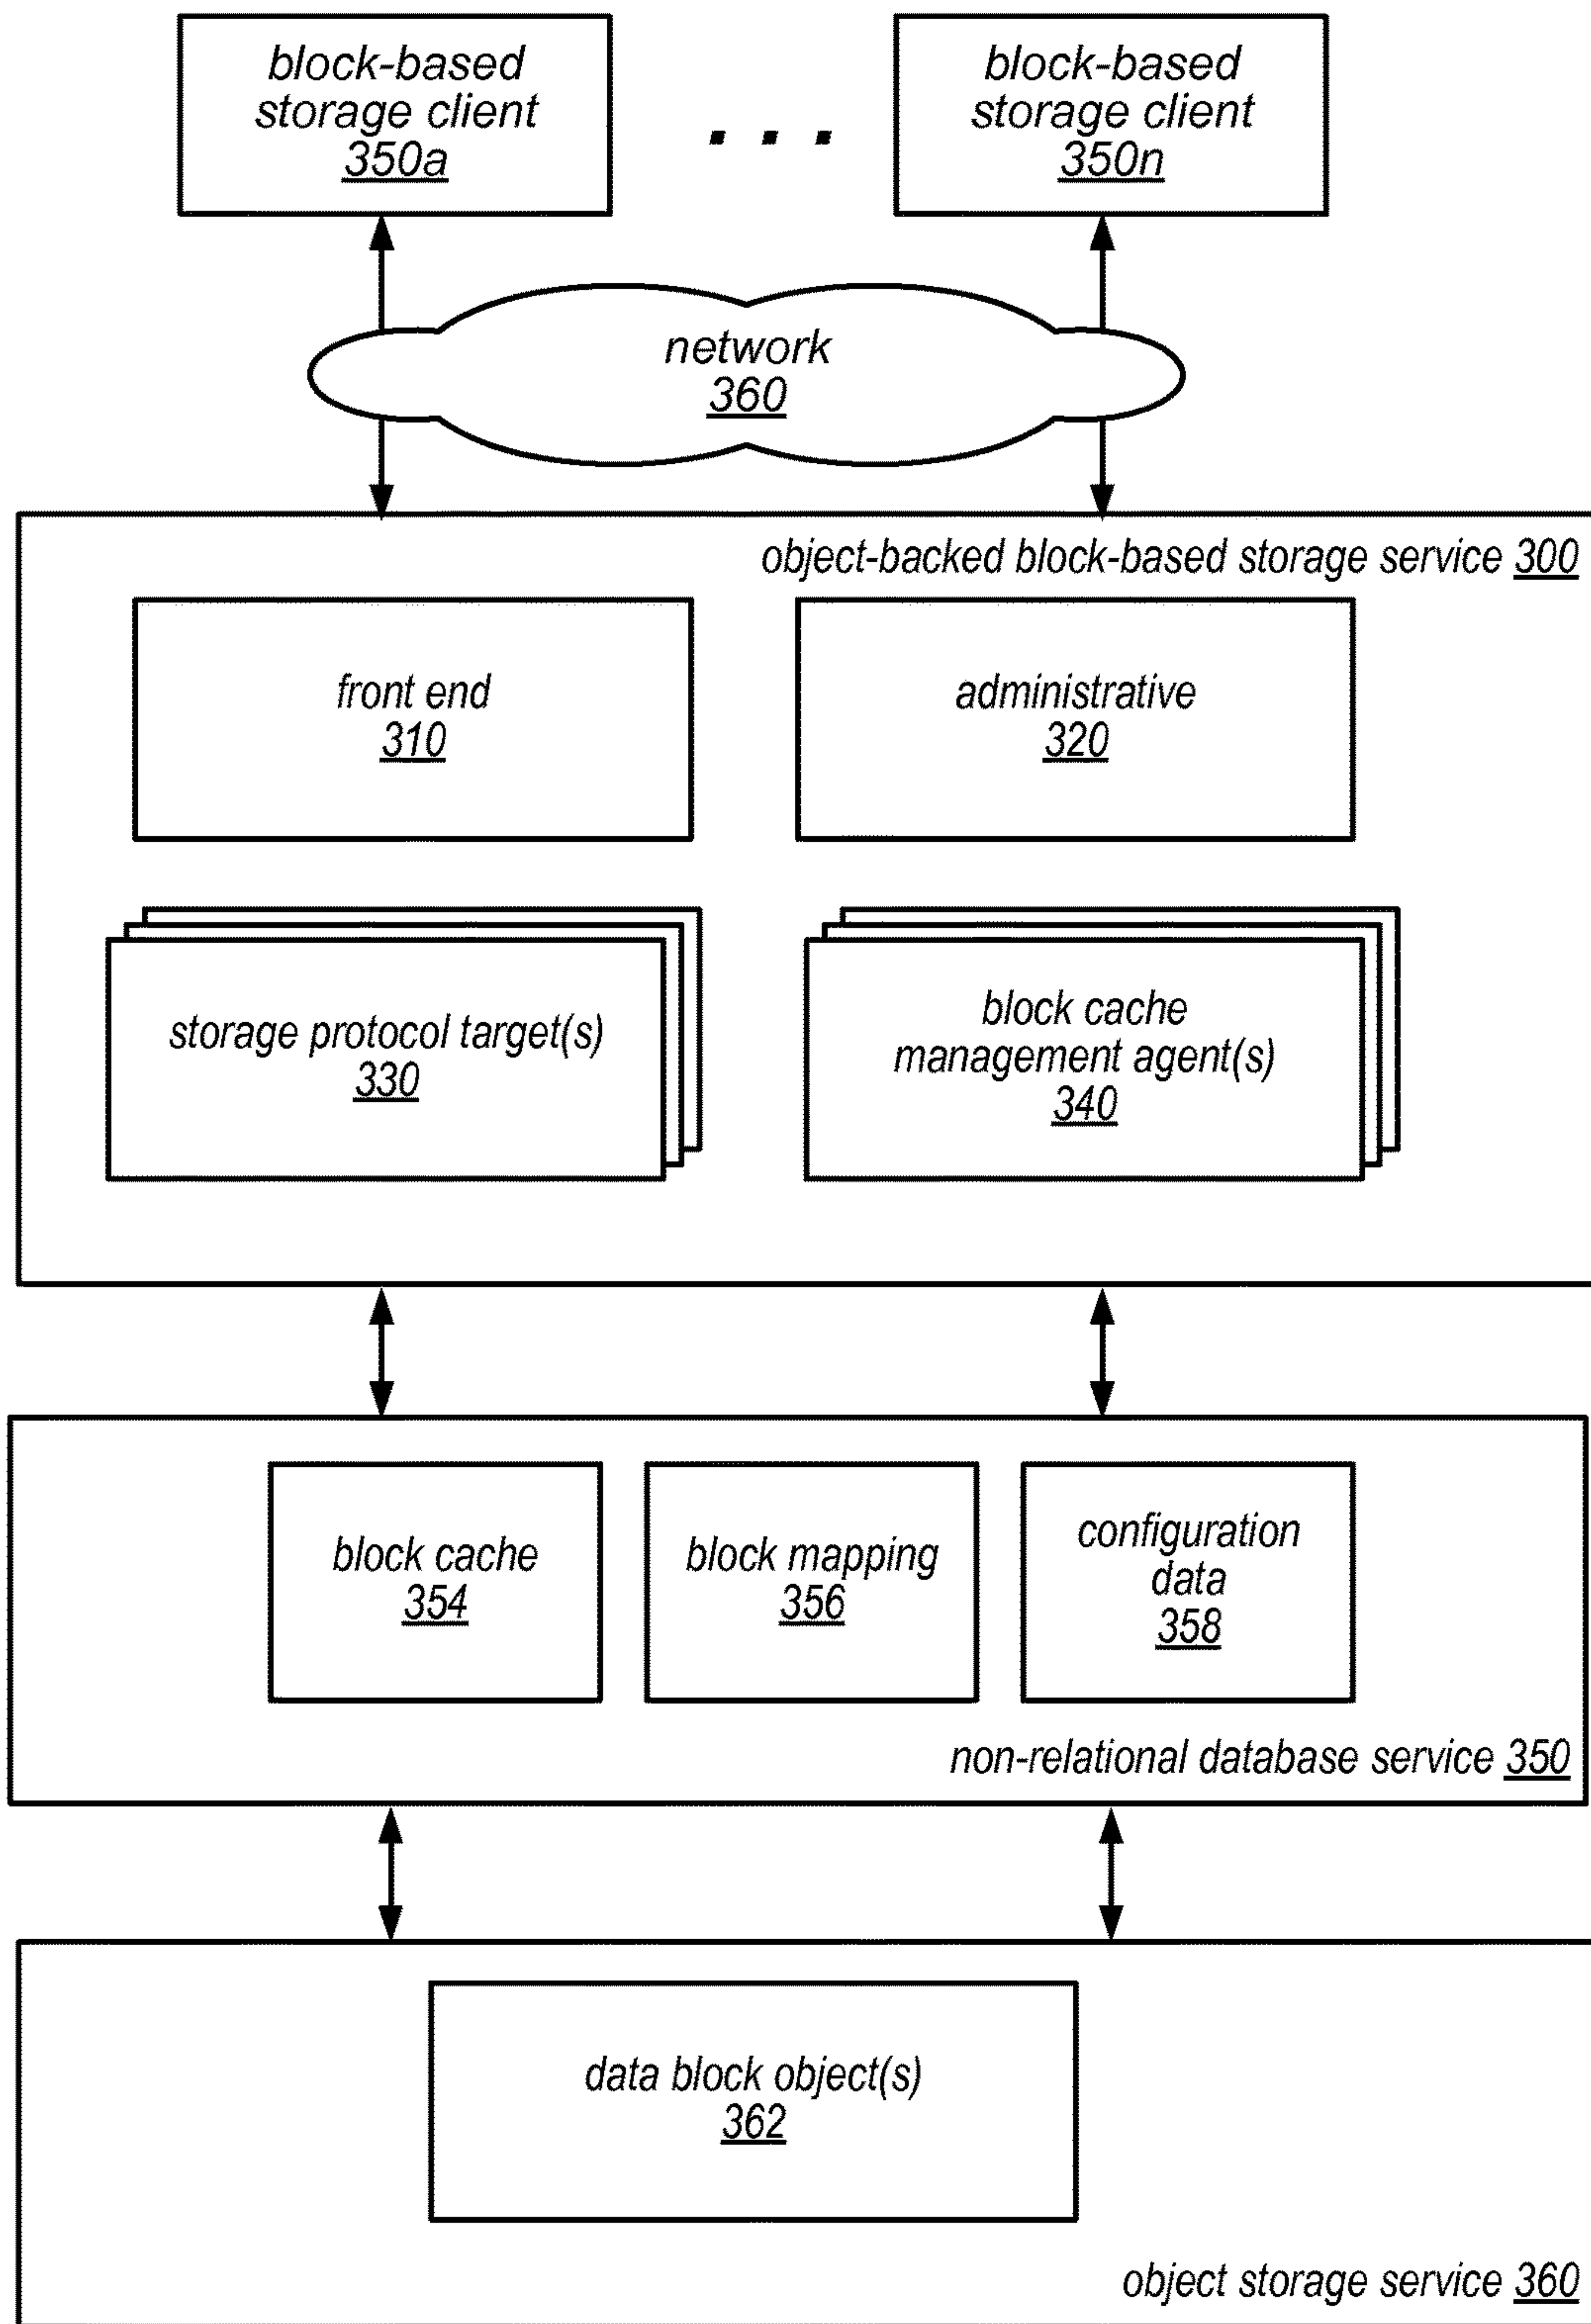 block-based
storage client
350a
. . .
block-based
storage client
350n
network
360
object-backed block-based storage service 300
front end
310
administrative
320
storage protocol target(s)
330
block cache
management agent(s)
340
block cache
354
block mapping
356
configuration
data
358
non-relational database service 350
data block object(s)
362
object storage service 360